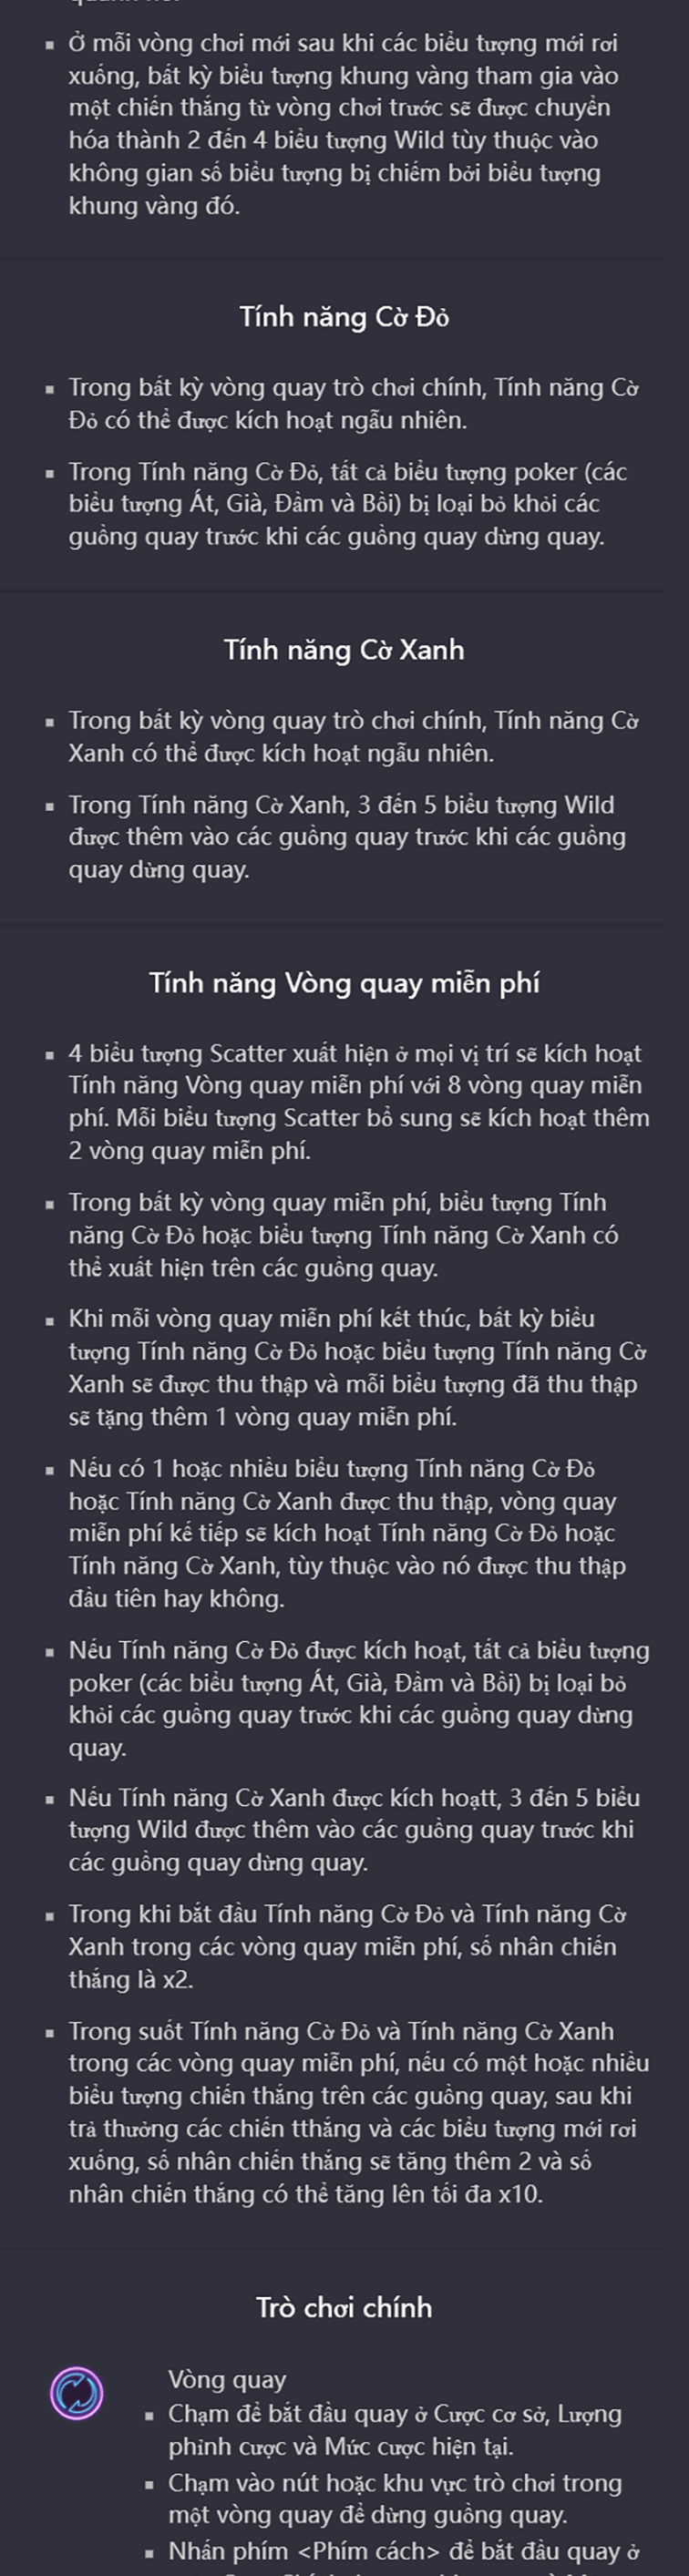 ▪ Ở mỗi vòng chơi mới sau khi các biểu tượng mới rơi
xuống, bất kỳ biểu tượng khung vàng tham gia vào
một chiến thắng từ vòng chơi trước sẽ được chuyển
hóa thành 2 đến 4 biểu tượng Wild tùy thuộc vào
không gian số biểu tượng bị chiếm bởi biểu tượng
khung vàng đó.
Tính năng Cờ Đỏ
▪ Trong bất kỳ vòng quay trò chơi chính, Tính năng Cờ
Đỏ có thể được kích hoạt ngẫu nhiên.
▪ Trong Tính năng Cờ Đỏ, tất cả biểu tượng poker (các
biểu tượng Át, Già, Đầm và Bồi) bị loại bỏ khỏi các
guồng quay trước khi các guồng quay dừng quay.
Tính năng Cờ Xanh
▪ Trong bất kỳ vòng quay trò chơi chính, Tính năng Cờ
Xanh có thể được kích hoạt ngẫu nhiên.
▪ Trong Tính năng Cờ Xanh, 3 đến 5 biểu tượng Wild
được thêm vào các guồng quay trước khi các guồng
quay dừng quay.
Tính năng Vòng quay miễn phí
▪ 4 biểu tượng Scatter xuất hiện ở mọi vị trí sẽ kích hoạt
Tính năng Vòng quay miễn phí với 8 vòng quay miễn
phí. Mỗi biểu tượng Scatter bổ sung sẽ kích hoạt thêm
2 vòng quay miễn phí.
▪ Trong bất kỳ vòng quay miễn phí, biểu tượng Tính
năng Cờ Đỏ hoặc biểu tượng Tính năng Cờ Xanh có
thể xuất hiện trên các guồng quay.
▪ Khi mỗi vòng quay miễn phí kết thúc, bất kỳ biểu
tượng Tính năng Cờ Đỏ hoặc biểu tượng Tính năng Cờ
Xanh sẽ được thu thập và mỗi biểu tượng đã thu thập
sẽ tặng thêm 1 vòng quay miễn phí.
▪ Nếu có 1 hoặc nhiều biểu tượng Tính năng Cờ Đỏ
hoặc Tính năng Cờ Xanh được thu thập, vòng quay
miễn phí kế tiếp sẽ kích hoạt Tính năng Cờ Đỏ hoặc
Tính năng Cờ Xanh, tùy thuộc vào nó được thu thập
đầu tiên hay không.
▪ Nếu Tính năng Cờ Đỏ được kích hoạt, tất cả biểu tượng
poker (các biểu tượng Át, Già, Đầm và Bồi) bị loại bỏ
khỏi các guồng quay trước khi các guồng quay dừng
quay.
▪ Nếu Tính năng Cờ Xanh được kích hoạtt, 3 đến 5 biểu
tượng Wild được thêm vào các guồng quay trước khi
các guồng quay dừng quay.
▪ Trong khi bắt đầu Tính năng Cờ Đỏ và Tính năng Cờ
Xanh trong các vòng quay miễn phí, số nhân chiến
thắng là x2.
▪ Trong suốt Tính năng Cờ Đỏ và Tính năng Cờ Xanh
trong các vòng quay miễn phí, nếu có một hoặc nhiều
biểu tượng chiến thắng trên các guồng quay, sau khi
trả thưởng các chiến tthắng và các biểu tượng mới rơi
xuống, số nhân chiến thắng sẽ tăng thêm 2 và số
nhân chiến thắng có thể tăng lên tối đa x10.
Trò chơi chính
Vòng quay
▪ Chạm để bắt đầu quay ở Cược cơ sở, Lượng
phỉnh cược và Mức cược hiện tại.
▪ Chạm vào nút hoặc khu vực trò chơi trong
một vòng quay để dừng guồng quay.
▪ Nhấn phím <Phím cách> để bắt đầu quay ở